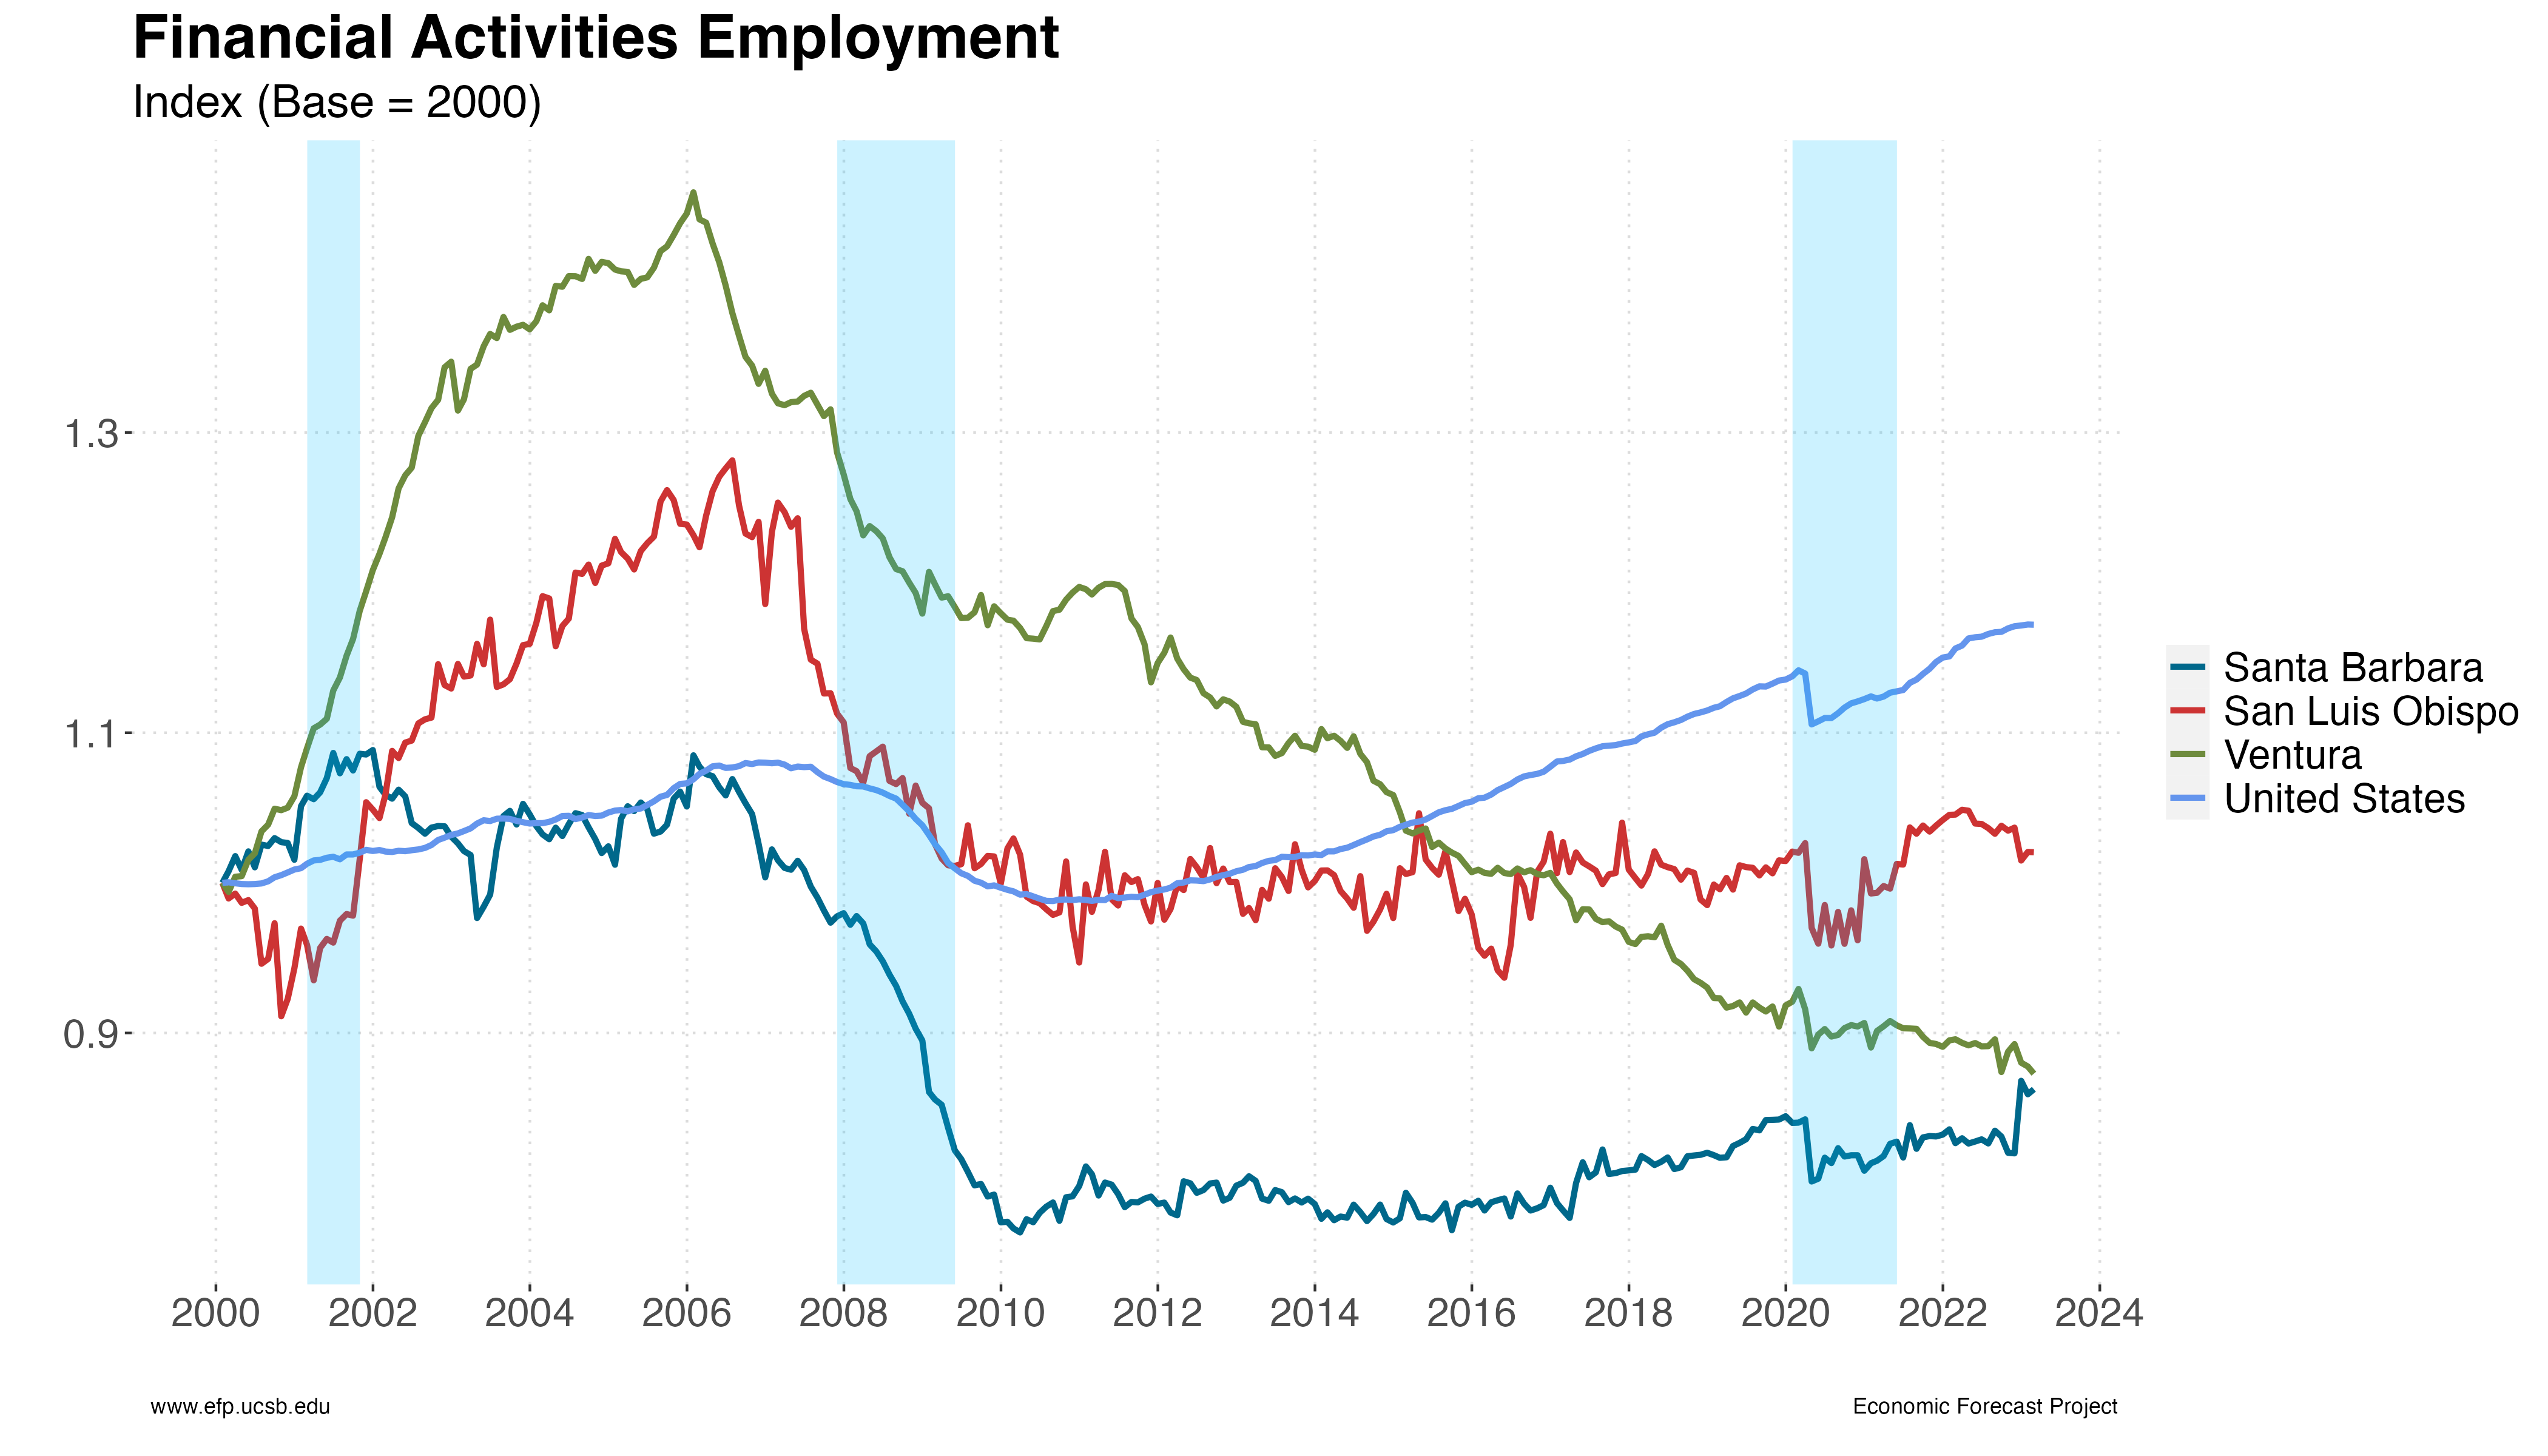 Financial Activities Employment
Index (Base = 2000)
1.3
1.1
0.9
Santa Barbara
San Luis Obispo
Ventura
United States
2000 2002 2004 2006 2008 2010 2012 2014 2016 2018 2020 2022 2024
www.efp.ucsb.edu
Economic Forecast Project